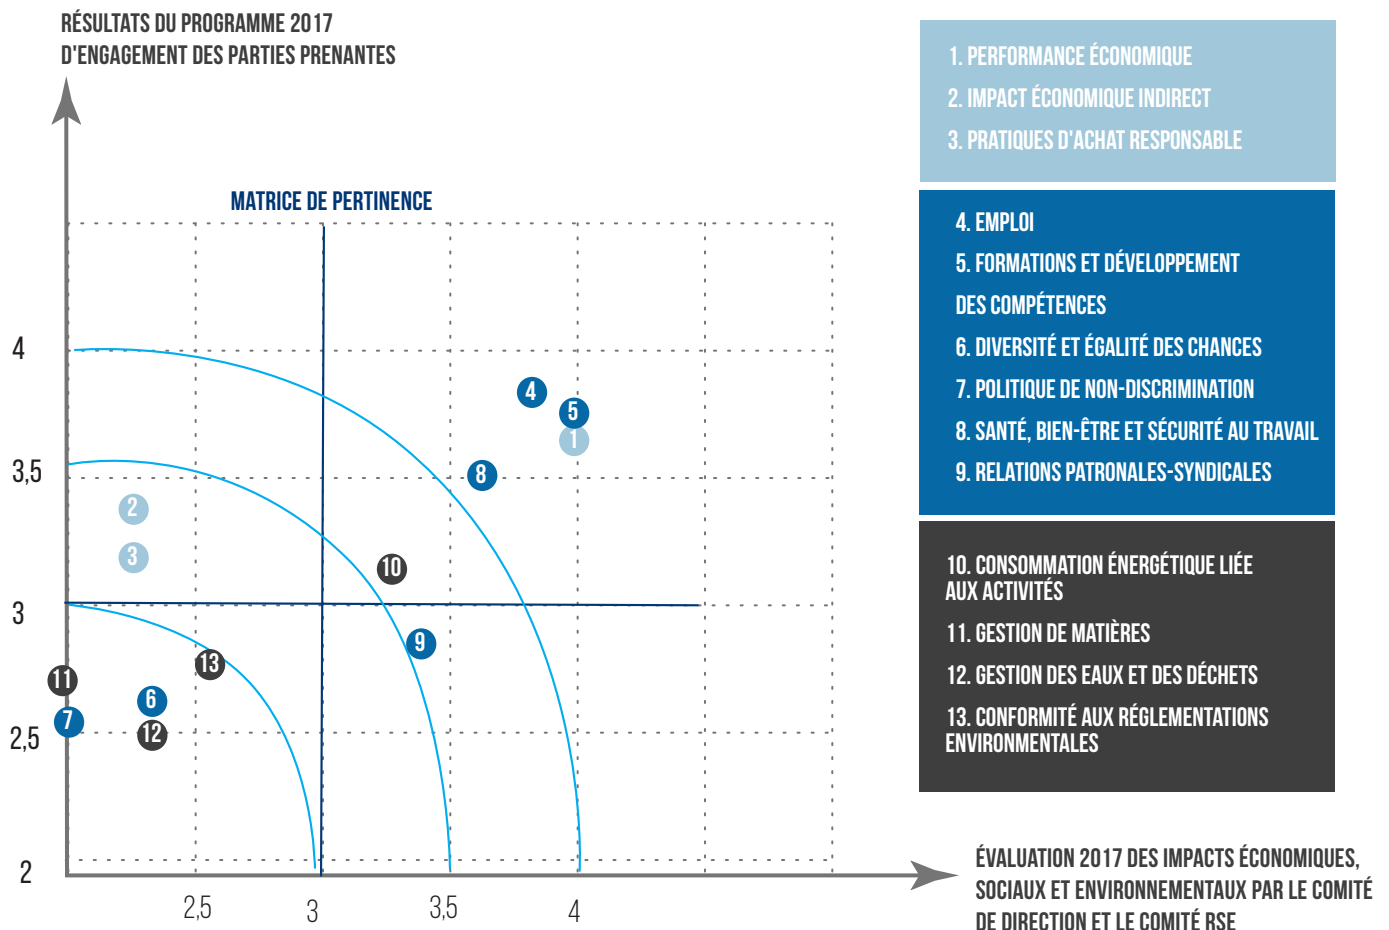 RÉSULTATS DU PROGRAMME 2017
D'ENGAGEMENT DES PARTIES PRENANTES
MATRICE DE PERTINENCE
4
3,5
3
2,5
2
2,5
3
3,5
4
4
5
1
8
2
3
10
9
13
11
6
7
12
1. PERFORMANCE ÉCONOMIQUE
2. IMPACT ÉCONOMIQUE INDIRECT
3. PRATIQUES D'ACHAT RESPONSABLE
4. EMPLOI
5. FORMATIONS ET DÉVELOPPEMENT
DES COMPÉTENCES
6. DIVERSITÉ ET ÉGALITÉ DES CHANCES
7. POLITIQUE DE NON-DISCRIMINATION
8. SANTÉ, BIEN-ÊTRE ET SÉCURITÉ AU TRAVAIL
9. RELATIONS PATRONALES-SYNDICALES
10. CONSOMMATION ÉNERGÉTIQUE LIÉE
AUX ACTIVITÉS
11. GESTION DE MATIÈRES
12. GESTION DES EAUX ET DES DÉCHETS
13. CONFORMITÉ AUX RÉGLEMENTATIONS
ENVIRONMENTALES
ÉVALUATION 2017 DES IMPACTS ÉCONOMIQUES,
SOCIAUX ET ENVIRONNEMENTAUX PAR LE COMITÉ
DE DIRECTION ET LE COMITÉ RSE